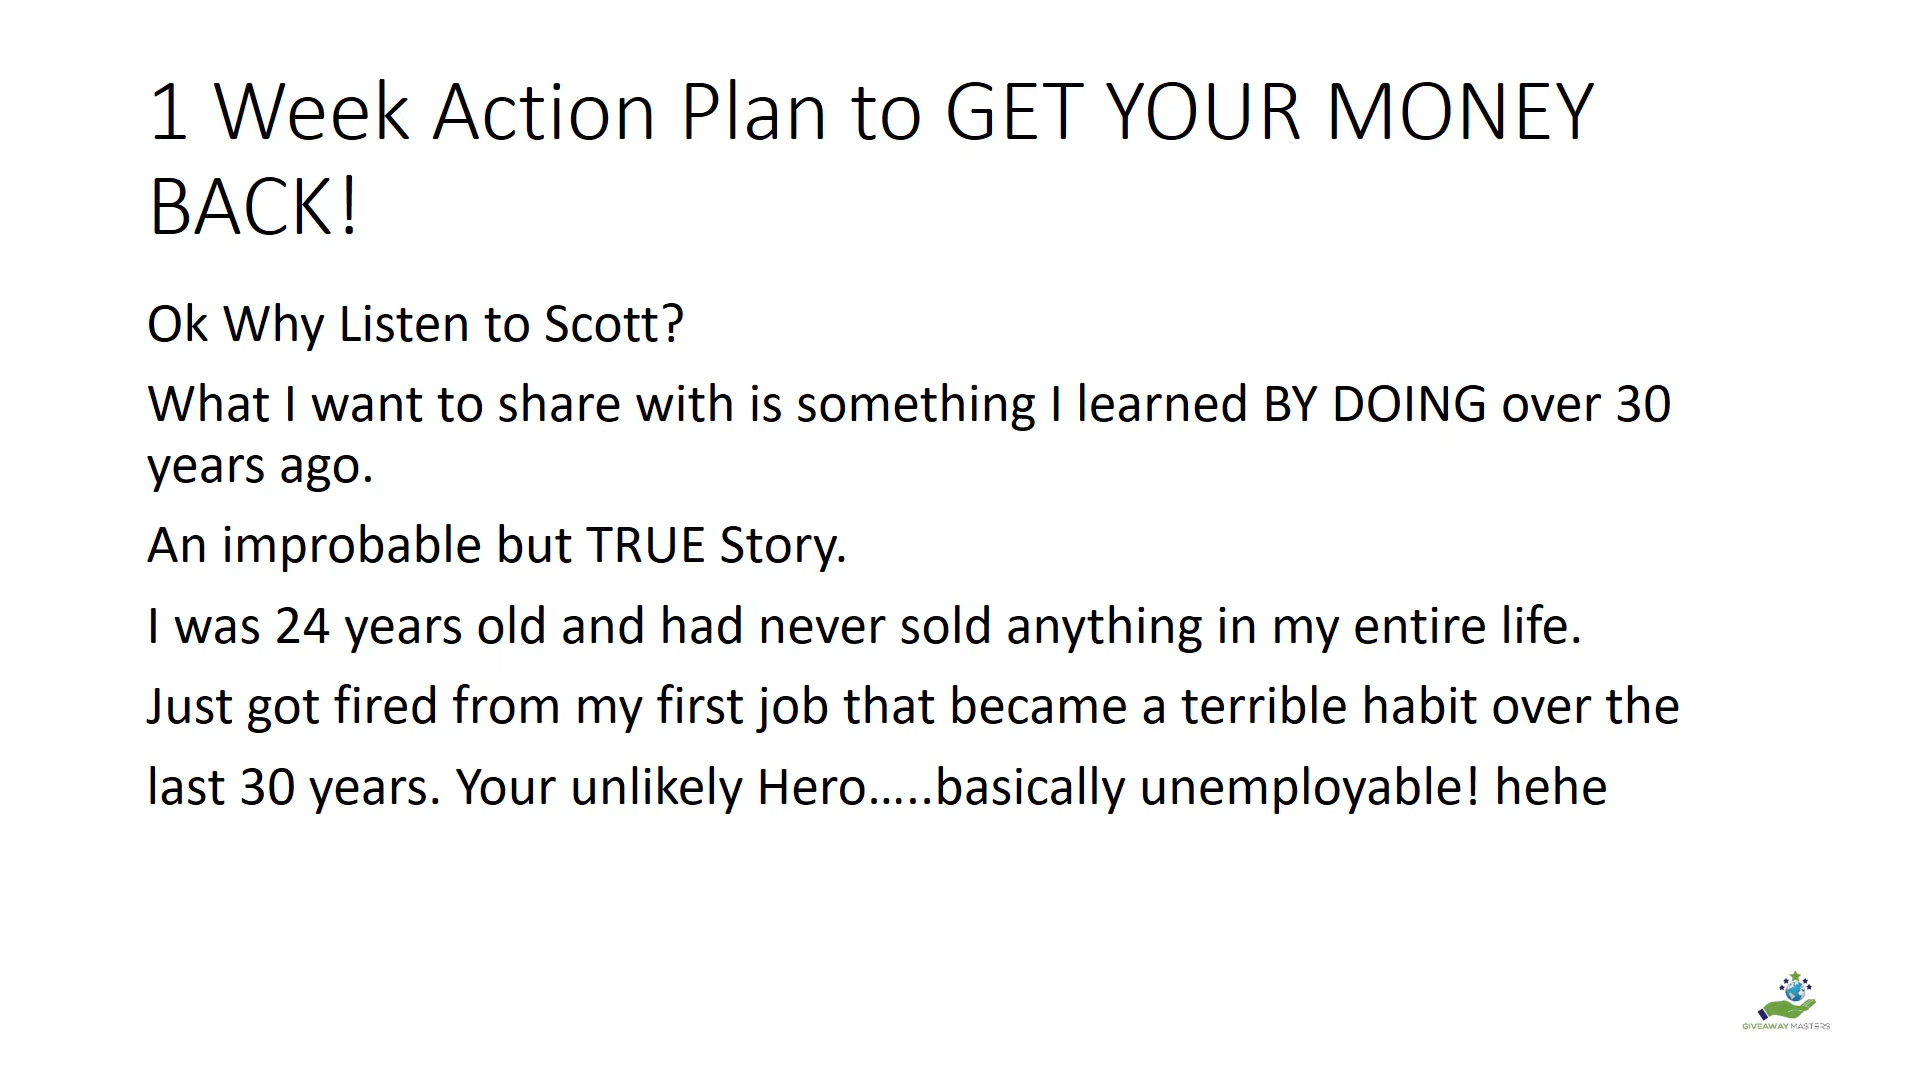 1 Week Action Plan to GET YOUR MONEY
BACK!
Ok Why Listen to Scott?
What I want to share with is something I learned BY DOING over 30
years ago.
An improbable but TRUE Story.
I was 24 years old and had never sold anything in my entire life.
Just got fired from my first job that became a terrible habit over the
last 30 years. Your unlikely Hero.....basically unemployable! hehe
GIVEAWAY MASTERS